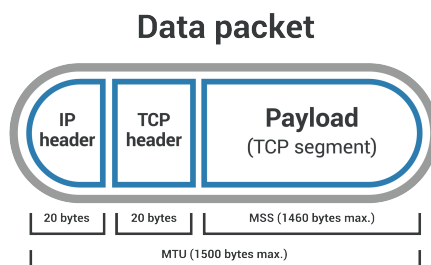 Data packet
IP
header
TCP
header
Payload
(TCP segment)
20 bytes
20 bytes
MSS (1460 bytes max.)
MTU (1500 bytes max.)